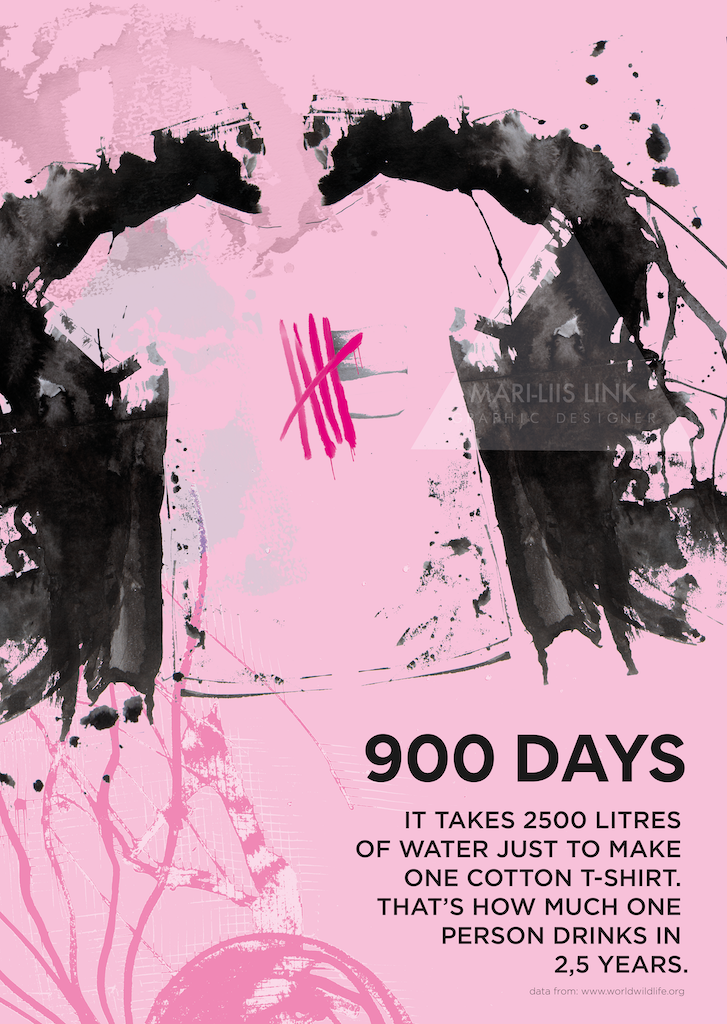 MARI-LIIS LINK
GRAPHIC DESIGNER
900 DAYS
IT TAKES 2500 LITRES
OF WATER JUST TO MAKE
ONE COTTON T-SHIRT.
THAT'S HOW MUCH ONE
PERSON DRINKS IN
2,5 YEARS.
data from: www.worldwildlife.org